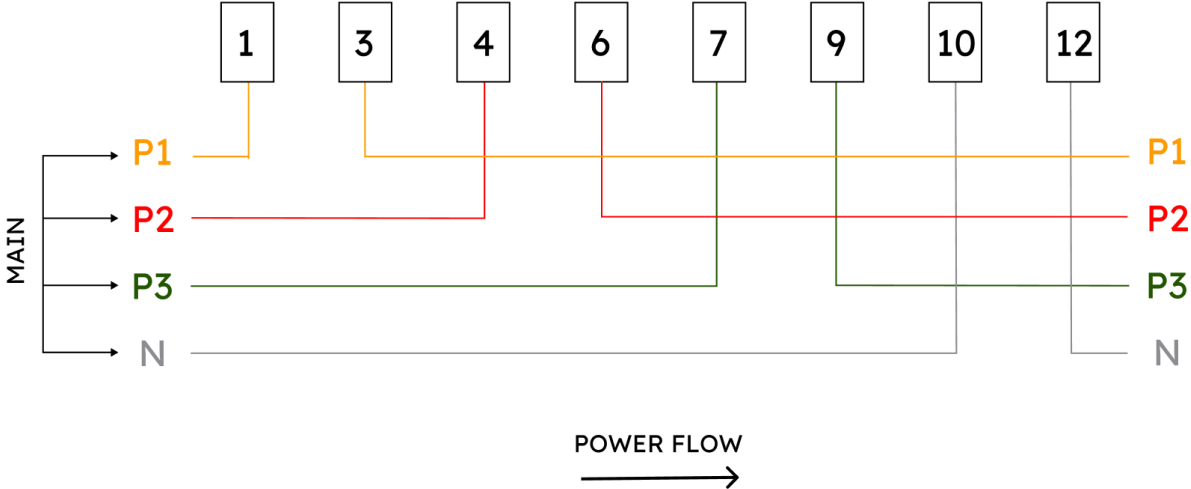 1 3 4 6 7 9 10 12
P1 P1
P2 P2
P3 P3
N N
MAIN
POWER FLOW